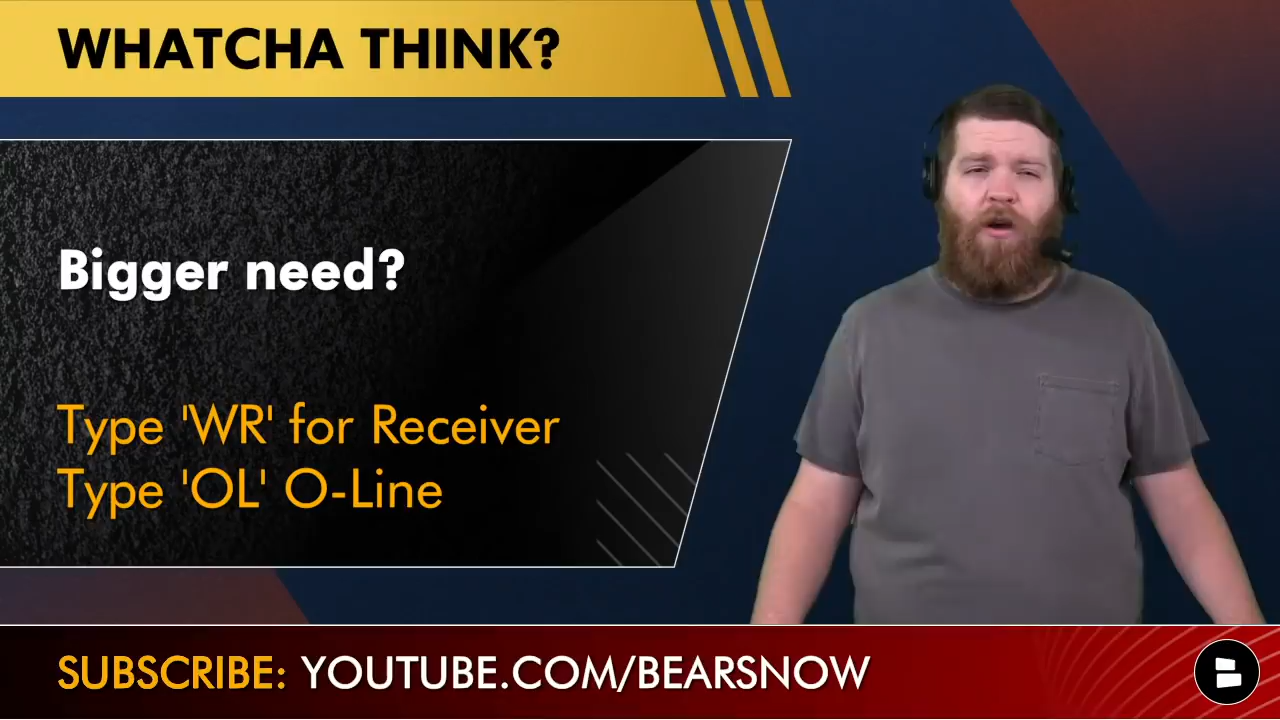 WHATCHA THINK?
Bigger need?
Type 'WR' for Receiver
Type 'OL' O-Line
SUBSCRIBE: YOUTUBE.COM/BEARSNOW